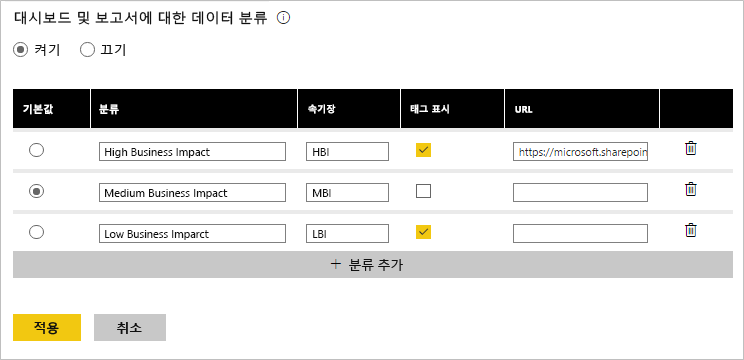 대시보드 및 보고서에 대한 데이터 분류
켜기 끄기
기본값 분류 속기장 태그 표시 URL
High Business Impact HBI https://microsoft.sharepoin
Medium Business Impact MBI
Low Business Imparct LBI
+ 분류 추가
적용 취소